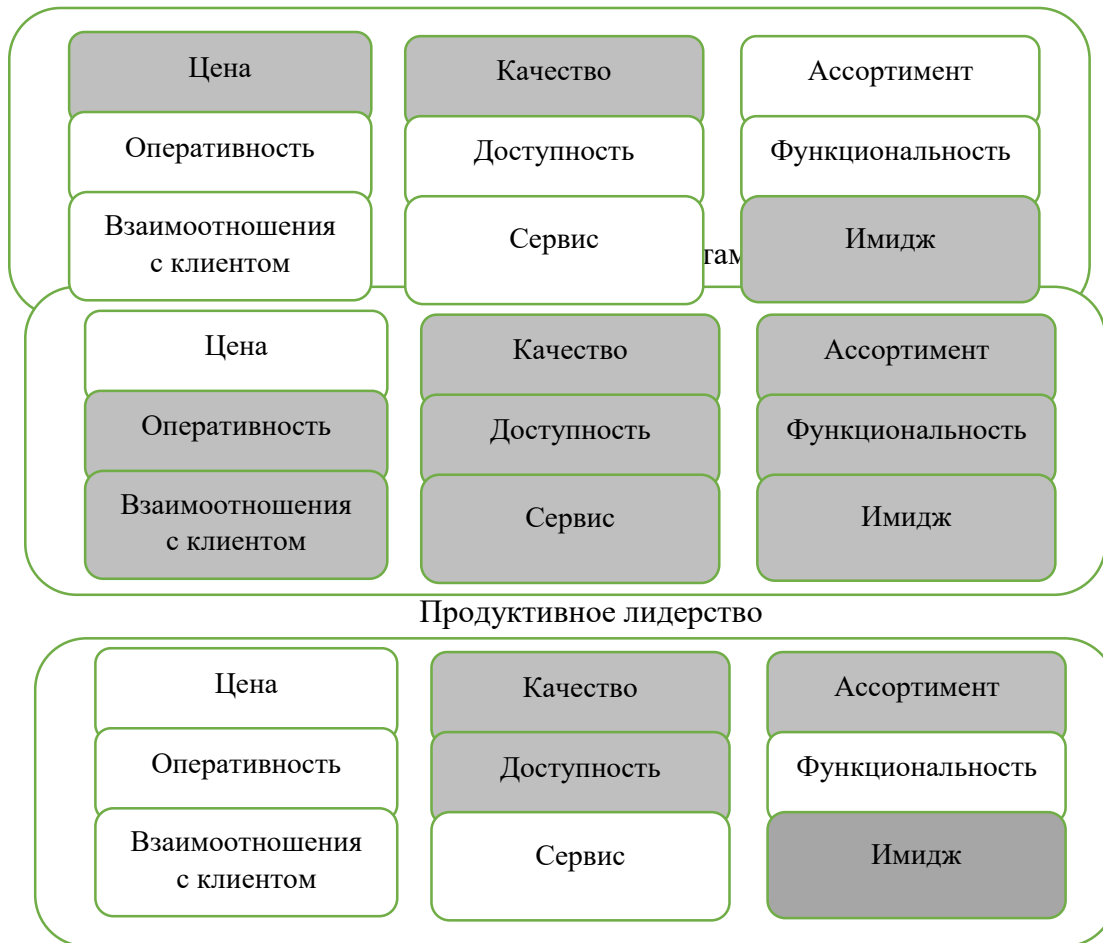 Цена Качество Ассортимент
Оперативность Доступность Функциональность
Взаимоотношения
с клиентом
Сервис Имидж
Цена Качество Ассортимент
Оперативность Доступность Функциональность
Взаимоотношения
с клиентом
Сервис Имидж
Продуктивное лидерство
Цена Качество Ассортимент
Оперативность Доступность Функциональность
Взаимоотношения
с клиентом
Сервис Имидж